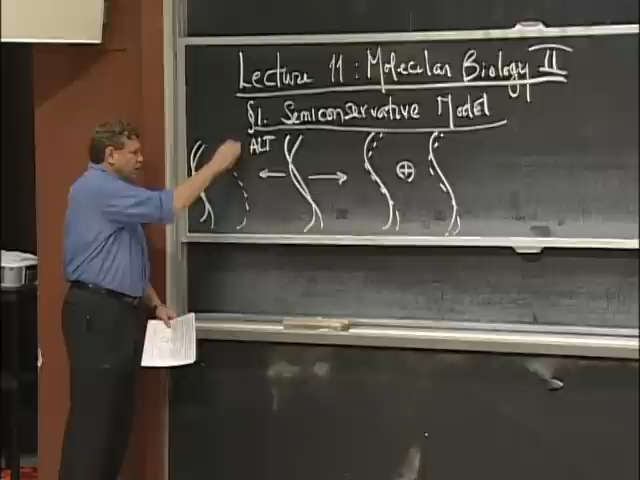 Lecture 11: Molecular Biology II
§1. Semiconservative Model
ALT